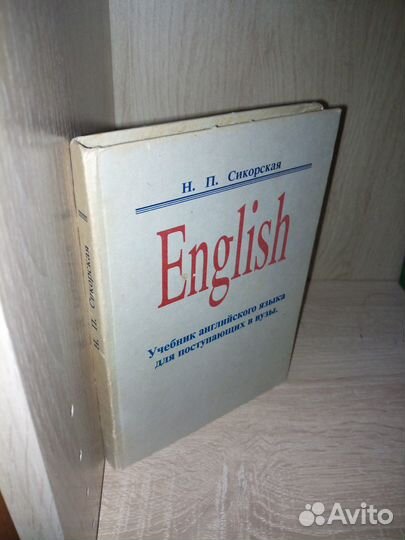 Н. П. Сикорская
English
Учебник английского языка
для поступающих в вузы.
Н. П. Сикорская
Avito